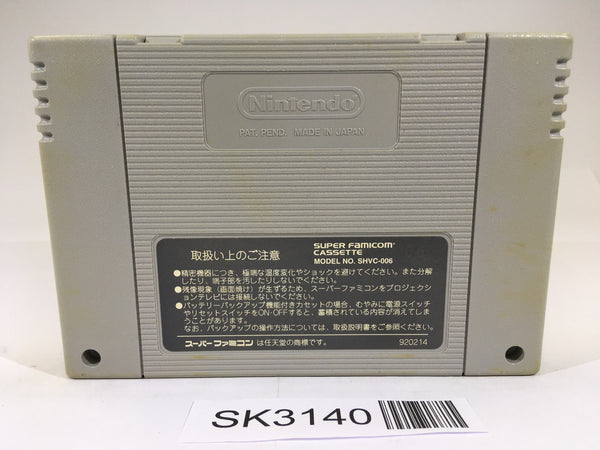 Nintendo
PAT. PEND. MADE IN JAPAN
取扱い上のご注意
SUPER FAMICOM
CASSETTE
MODEL NO. SHVC-006
●精密機器につき、極端な温度変化やショックを避けてください。また分解
したり、端子部を汚したりしないでください。
●残像現象（画面焼け）が生ずるため、スーパーファミコンをプロジェクシ
ョンテレビには接続しないでください。
●バッテリーバックアップ機能付きカセットの場合、むやみに電源スイッチ
やリセットスイッチをON・OFFすると、蓄積されている内容が消えてしま
うことがあります。
なお、バックアップの操作方法については、取扱説明書をご参照ください。
スーパーファミコン は任天堂の商標です。
920214
SK3140